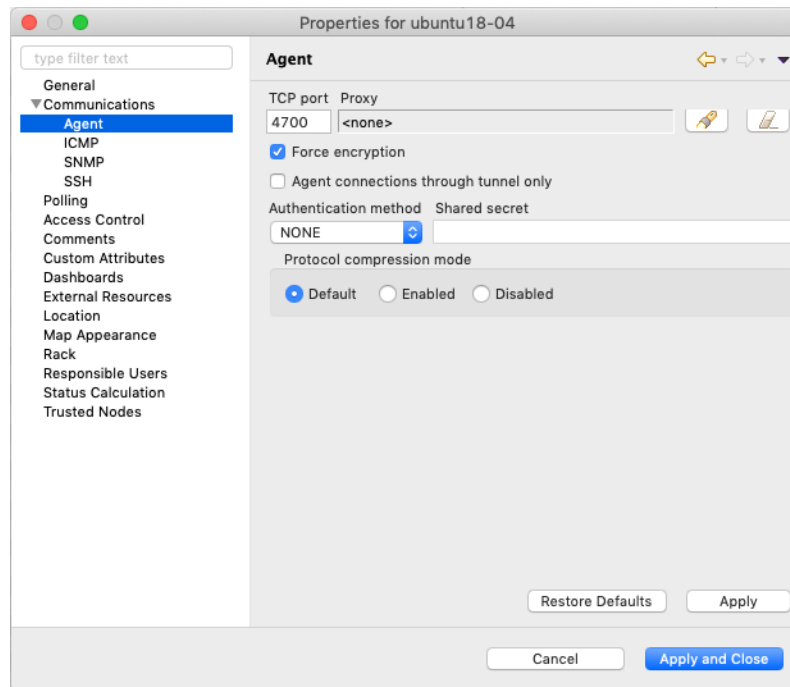 Properties for ubuntu18-04
type filter text
General
Communications
Agent
ICMP
SNMP
SSH
Polling
Access Control
Comments
Custom Attributes
Dashboards
External Resources
Location
Map Appearance
Rack
Responsible Users
Status Calculation
Trusted Nodes
Agent
TCP port Proxy
4700 <none>
Force encryption
Agent connections through tunnel only
Authentication method Shared secret
NONE
Protocol compression mode
Default Enabled Disabled
Restore Defaults Apply
Cancel Apply and Close